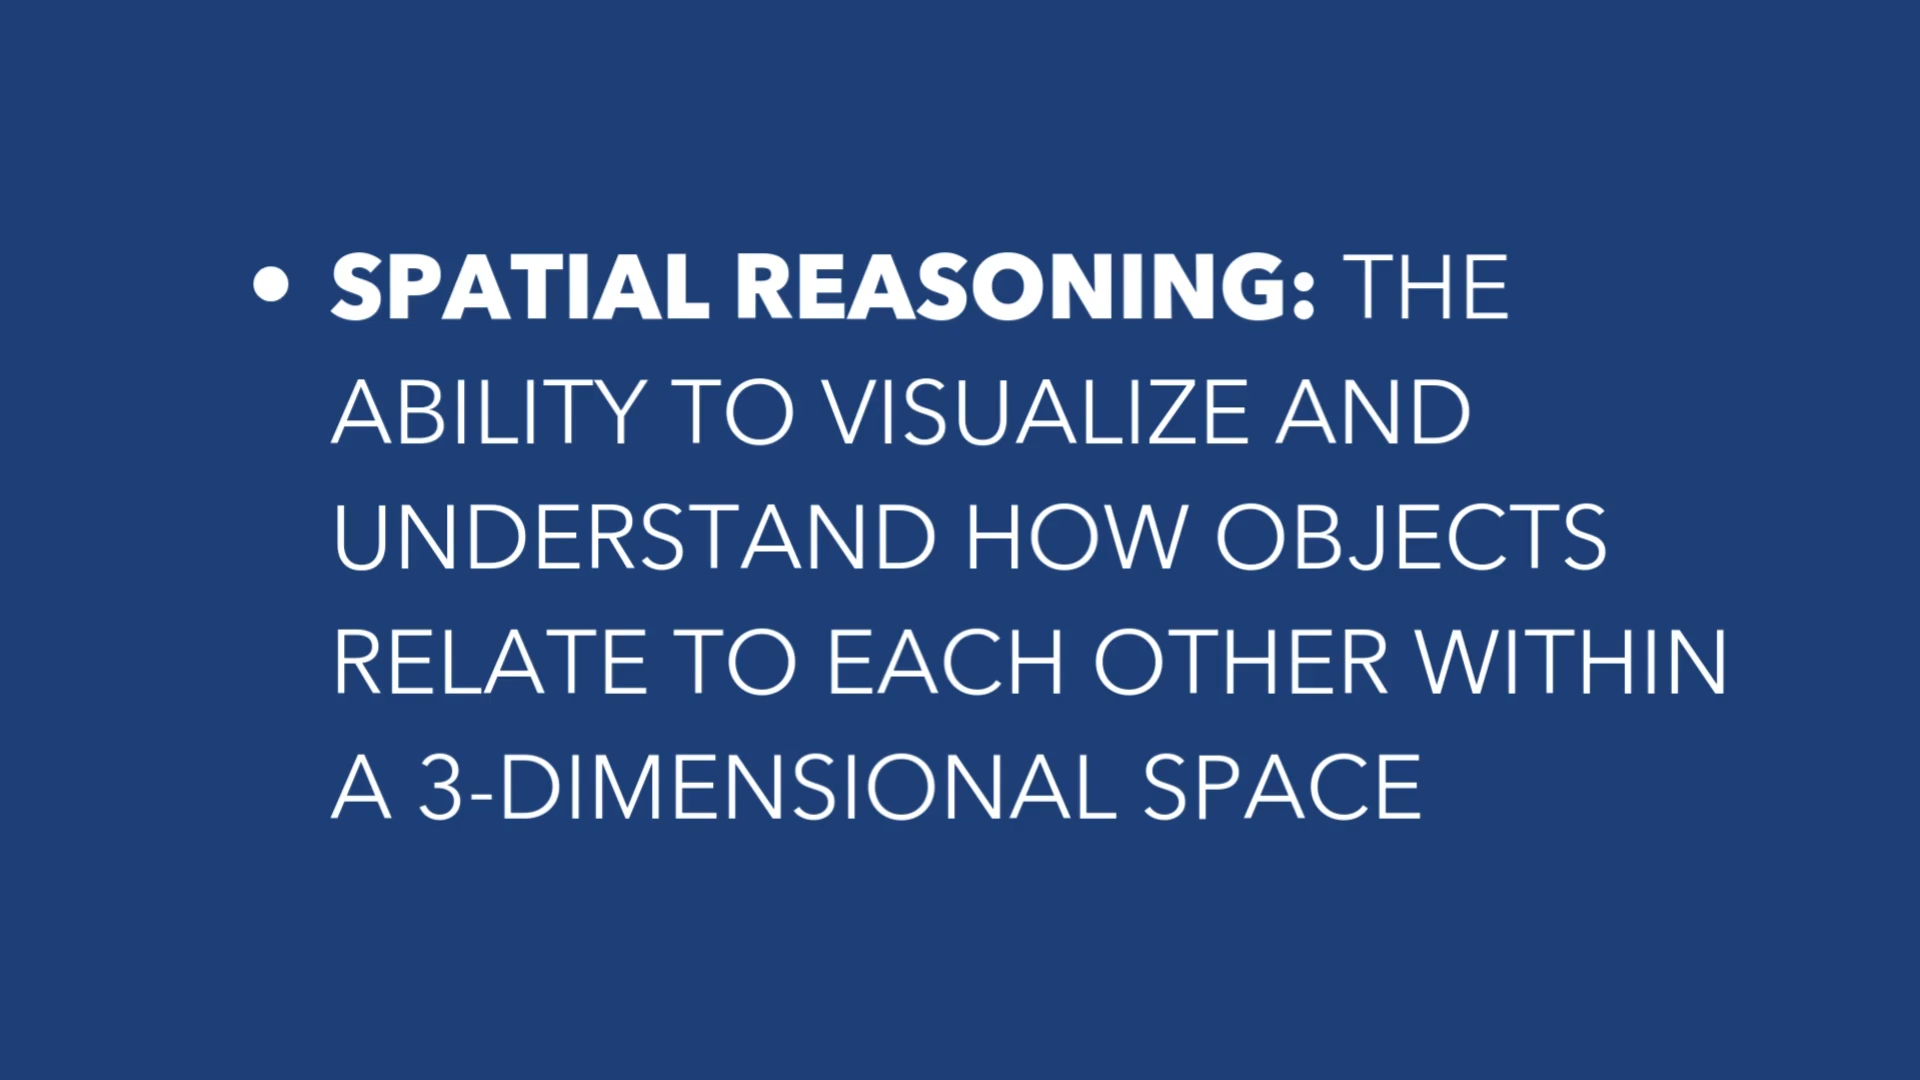 • SPATIAL REASONING: THE
ABILITY TO VISUALIZE AND
UNDERSTAND HOW OBJECTS
RELATE TO EACH OTHER WITHIN
A 3-DIMENSIONAL SPACE